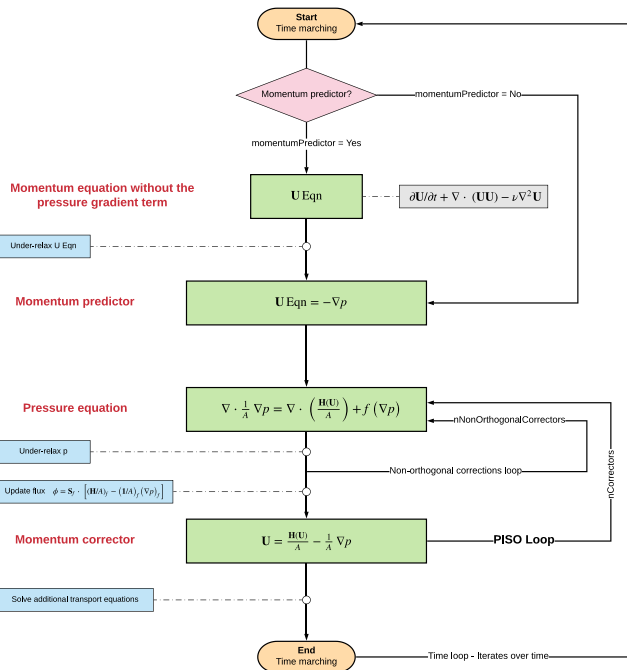 Start
Time marching
Momentum predictor?
momentumPredictor = No
momentumPredictor = Yes
Momentum equation without the
pressure gradient term
U Eqn
∂U/∂t + ∇ · (UU) − ν∇²U
Under-relax U Eqn
Momentum predictor
U Eqn = −∇p
Pressure equation
∇ · 1/A ∇p = ∇ · (H(U)/A) + f (∇p)
nNonOrthogonalCorrectors
Under-relax p
Non-orthogonal corrections loop
nCorrectors
Update flux ϕ = S_f · [(H/A)_f − (1/A)_f (∇p)_f]
Momentum corrector
U = H(U)/A − 1/A ∇p
PISO Loop
Solve additional transport equations
End
Time marching
Time loop - Iterates over time